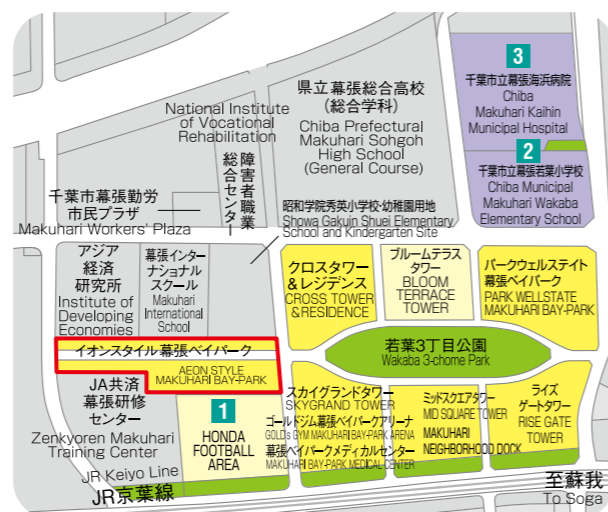 3
千葉市立幕張海浜病院
Chiba
Makuhari Kaihin
Municipal Hospital
2
千葉市立幕張若葉小学校
Chiba Municipal
Makuhari Wakaba
Elementary School
県立幕張総合高校
(総合学科)
Chiba Prefectural
Makuhari Sohgoh
High School
(General Course)
National Institute
of Vocational
Rehabilitation
障害者職業
総合センター
千葉市幕張勤労
市民プラザ
Makuhari Workers' Plaza
昭和学院秀英小学校・幼稚園用地
Showa Gakuin Shuei Elementary
School and Kindergarten Site
アジア
経済
研究所
Institute of
Developing
Economies
幕張インター
ナショナル
スクール
Makuhari
International
School
クロスタワー
&レジデンス
CROSS TOWER
&RESIDENCE
ブルームテラス
タワー
BLOOM
TERRACE
TOWER
パークウェルステイト
幕張ベイパーク
PARK WELLSTATE
MAKUHARI BAY-PARK
イオンスタイル 幕張ベイパーク
AEON STYLE
MAKUHARI BAY-PARK
若葉3丁目公園
Wakaba 3-chome Park
JA共済
幕張研修
センター
Zenkyoren Makuhari
Training Center
1
HONDA
FOOTBALL
AREA
スカイグランドタワー
SKYGRAND TOWER
ゴールドジム幕張ベイパークアリーナ
GOLD's GYM MAKUHARI BAY-PARK ARENA
幕張ベイパークメディカルセンター
MAKUHARI BAY-PARK MEDICAL CENTER
ミッドスクエアタワー
MID SQUARE TOWER
MAKUHARI
NEIGHBORHOOD DOCK
ライズ
ゲートタワー
RISE GATE
TOWER
JR Keiyo Line
JR京葉線
至蘇我
To Soga